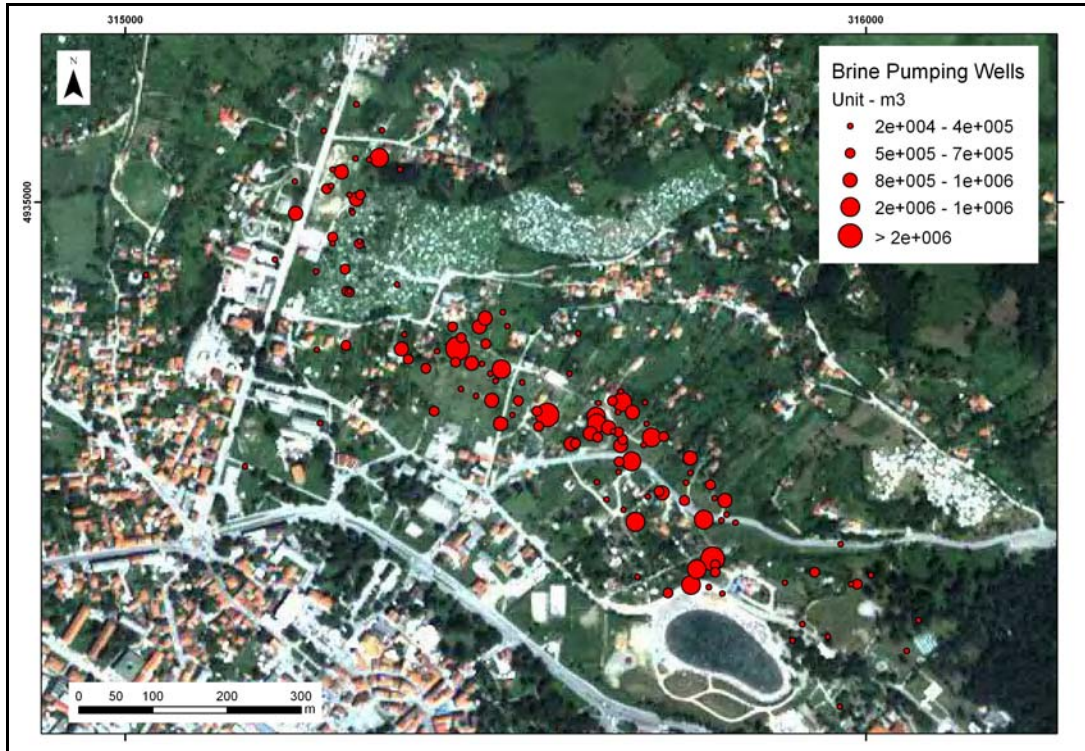 315000
316000
N
4935000
Brine Pumping Wells
Unit - m3
2e+004 - 4e+005
5e+005 - 7e+005
8e+005 - 1e+006
2e+006 - 1e+006
> 2e+006
0 50 100 200 300
m